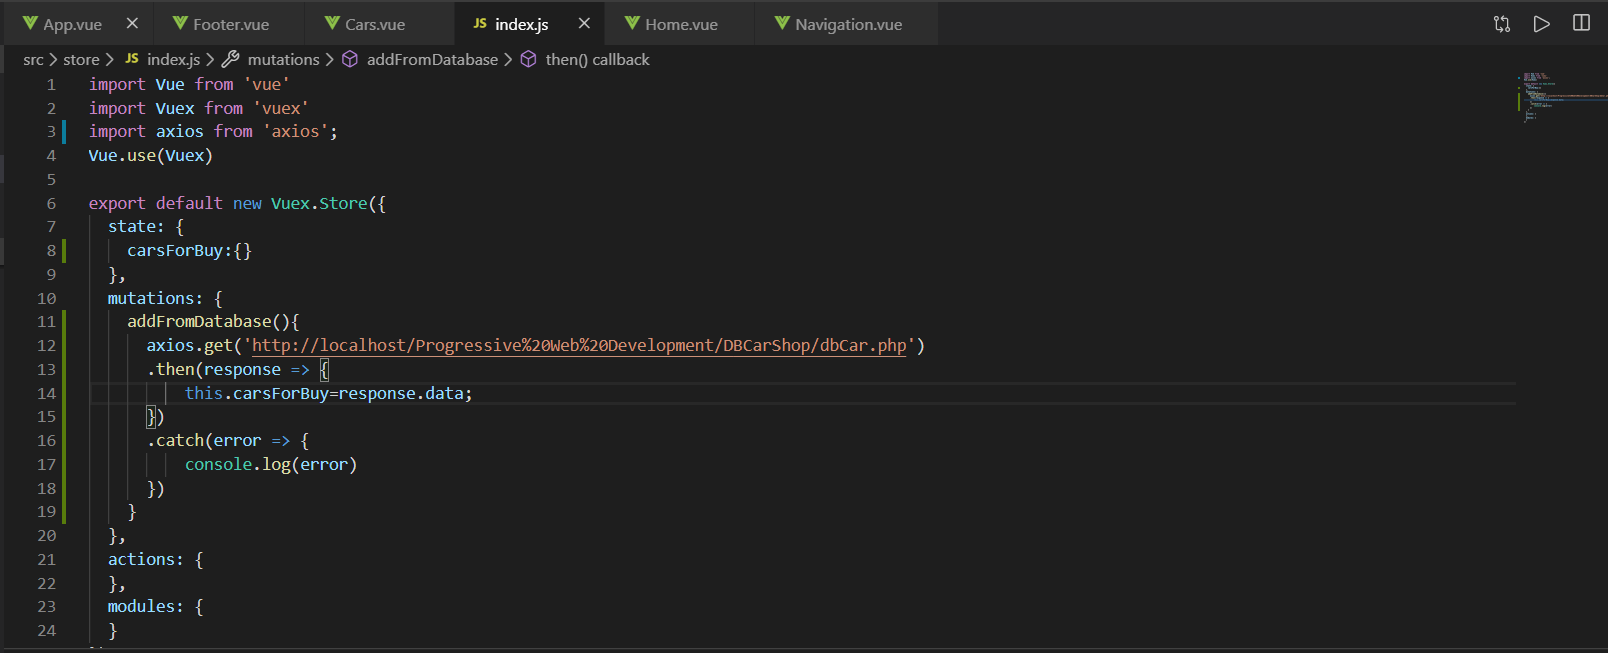 App.vue Footer.vue Cars.vue JS index.js Home.vue Navigation.vue
src > store > JS index.js > mutations > addFromDatabase > then() callback
1 import Vue from 'vue'
2 import Vuex from 'vuex'
3 import axios from 'axios';
4 Vue.use(Vuex)
5
6 export default new Vuex.Store({
7 state: {
8 carsForBuy:{}
9 },
10 mutations: {
11 addFromDatabase(){
12 axios.get('http://localhost/Progressive%20Web%20Development/DBCarShop/dbCar.php')
13 .then(response => {
14 this.carsForBuy=response.data;
15 })
16 .catch(error => {
17 console.log(error)
18 })
19 }
20 },
21 actions: {
22 },
23 modules: {
24 }